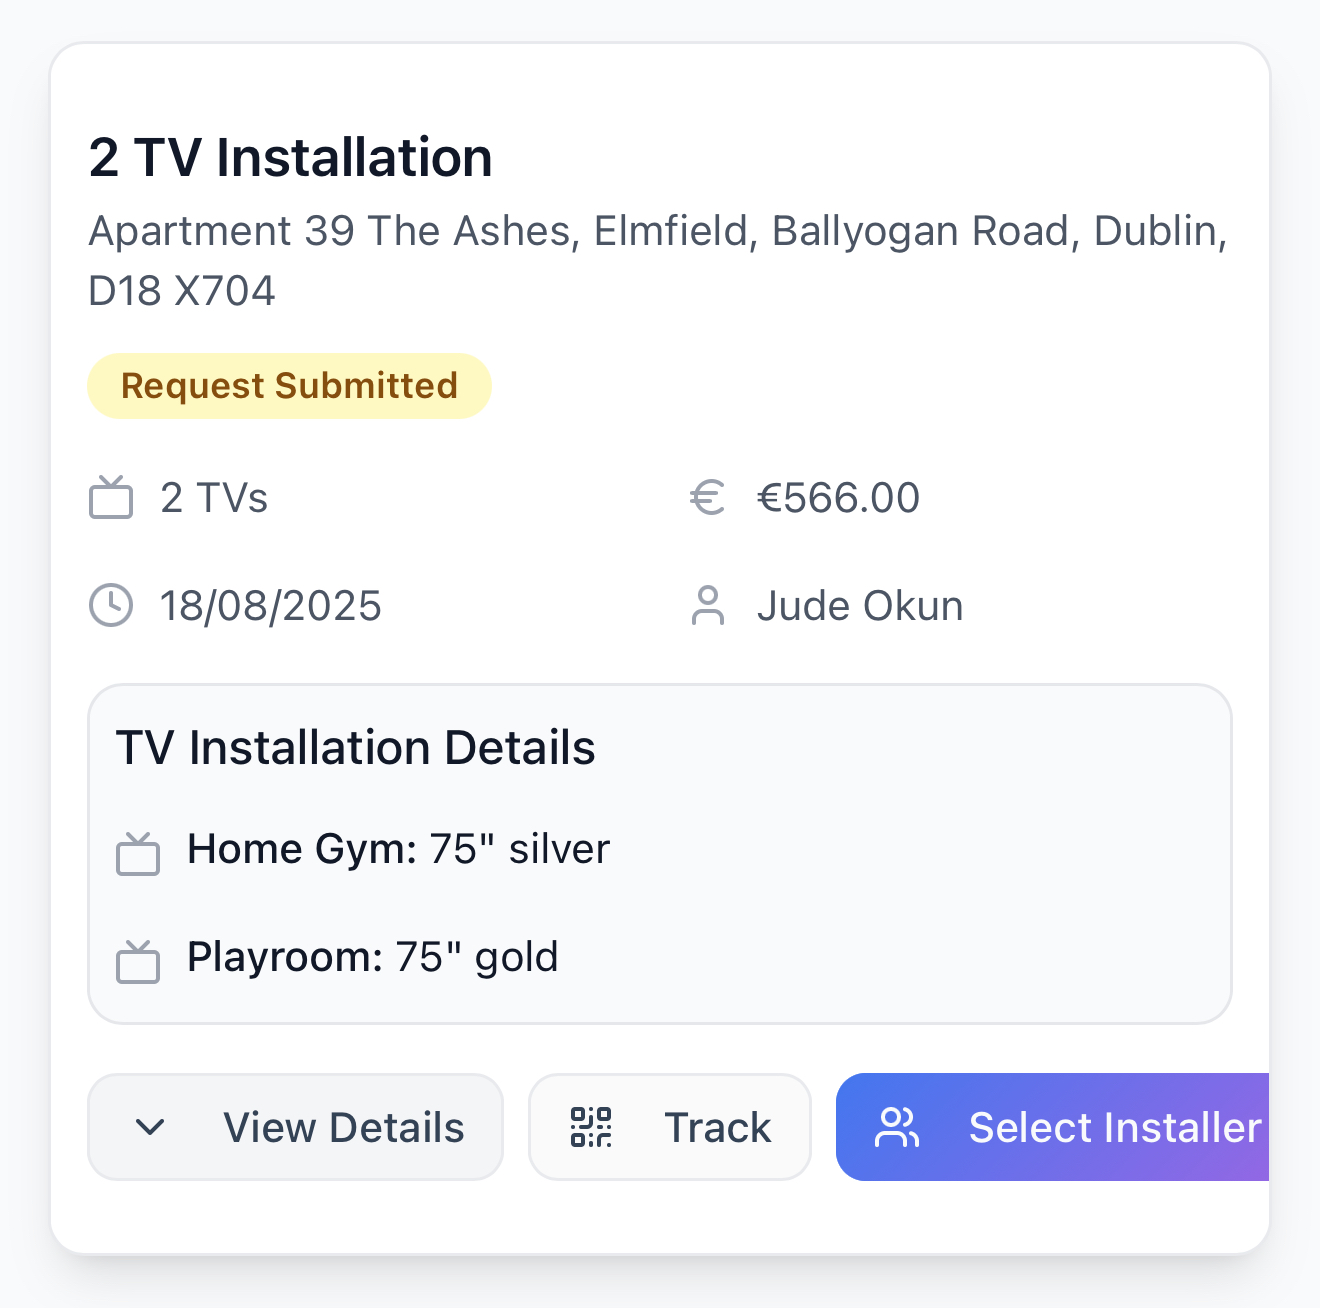 2 TV Installation
Apartment 39 The Ashes, Elmfield, Ballyogan Road, Dublin,
D18 X704
Request Submitted
2 TVs
€566.00
18/08/2025
Jude Okun
TV Installation Details
Home Gym: 75" silver
Playroom: 75" gold
View Details
Track
Select Installer